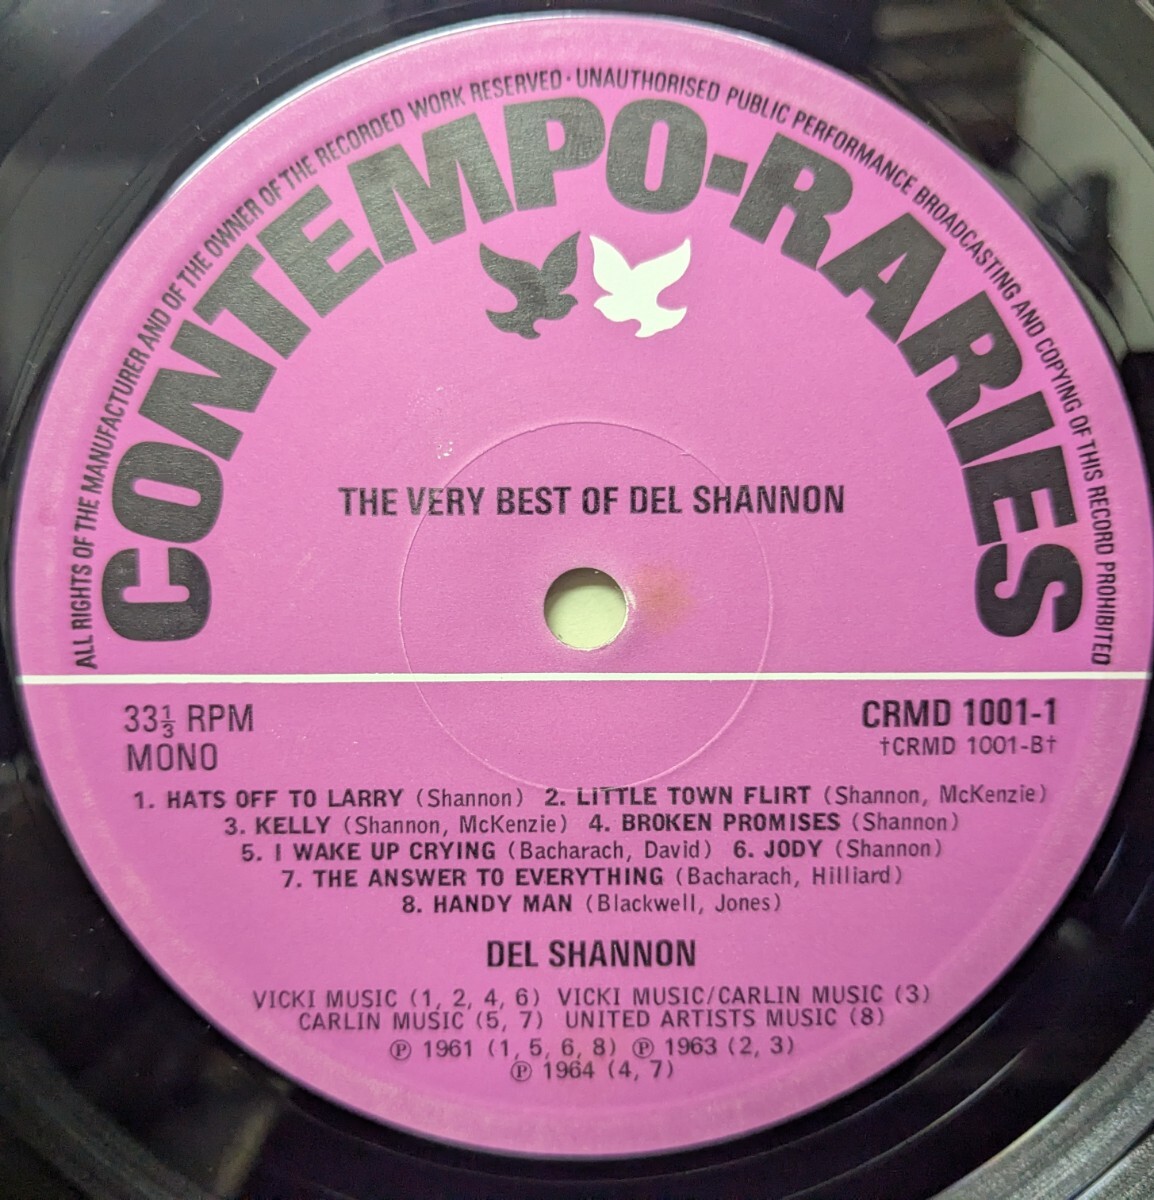 ALL RIGHTS OF THE MANUFACTURER AND OF THE OWNER OF THE RECORDED WORK RESERVED · UNAUTHORISED PUBLIC PERFORMANCE BROADCASTING AND COPYING OF THIS RECORD PROHIBITED
CONTEMPO-RARIES
THE VERY BEST OF DEL SHANNON
33⅓ RPM
MONO
CRMD 1001-1
†CRMD 1001-B†
1. HATS OFF TO LARRY (Shannon) 2. LITTLE TOWN FLIRT (Shannon, McKenzie)
3. KELLY (Shannon, McKenzie) 4. BROKEN PROMISES (Shannon)
5. I WAKE UP CRYING (Bacharach, David) 6. JODY (Shannon)
7. THE ANSWER TO EVERYTHING (Bacharach, Hilliard)
8. HANDY MAN (Blackwell, Jones)
DEL SHANNON
VICKI MUSIC (1, 2, 4, 6) VICKI MUSIC/CARLIN MUSIC (3)
CARLIN MUSIC (5, 7) UNITED ARTISTS MUSIC (8)
℗ 1961 (1, 5, 6, 8) ℗ 1963 (2, 3)
℗ 1964 (4, 7)